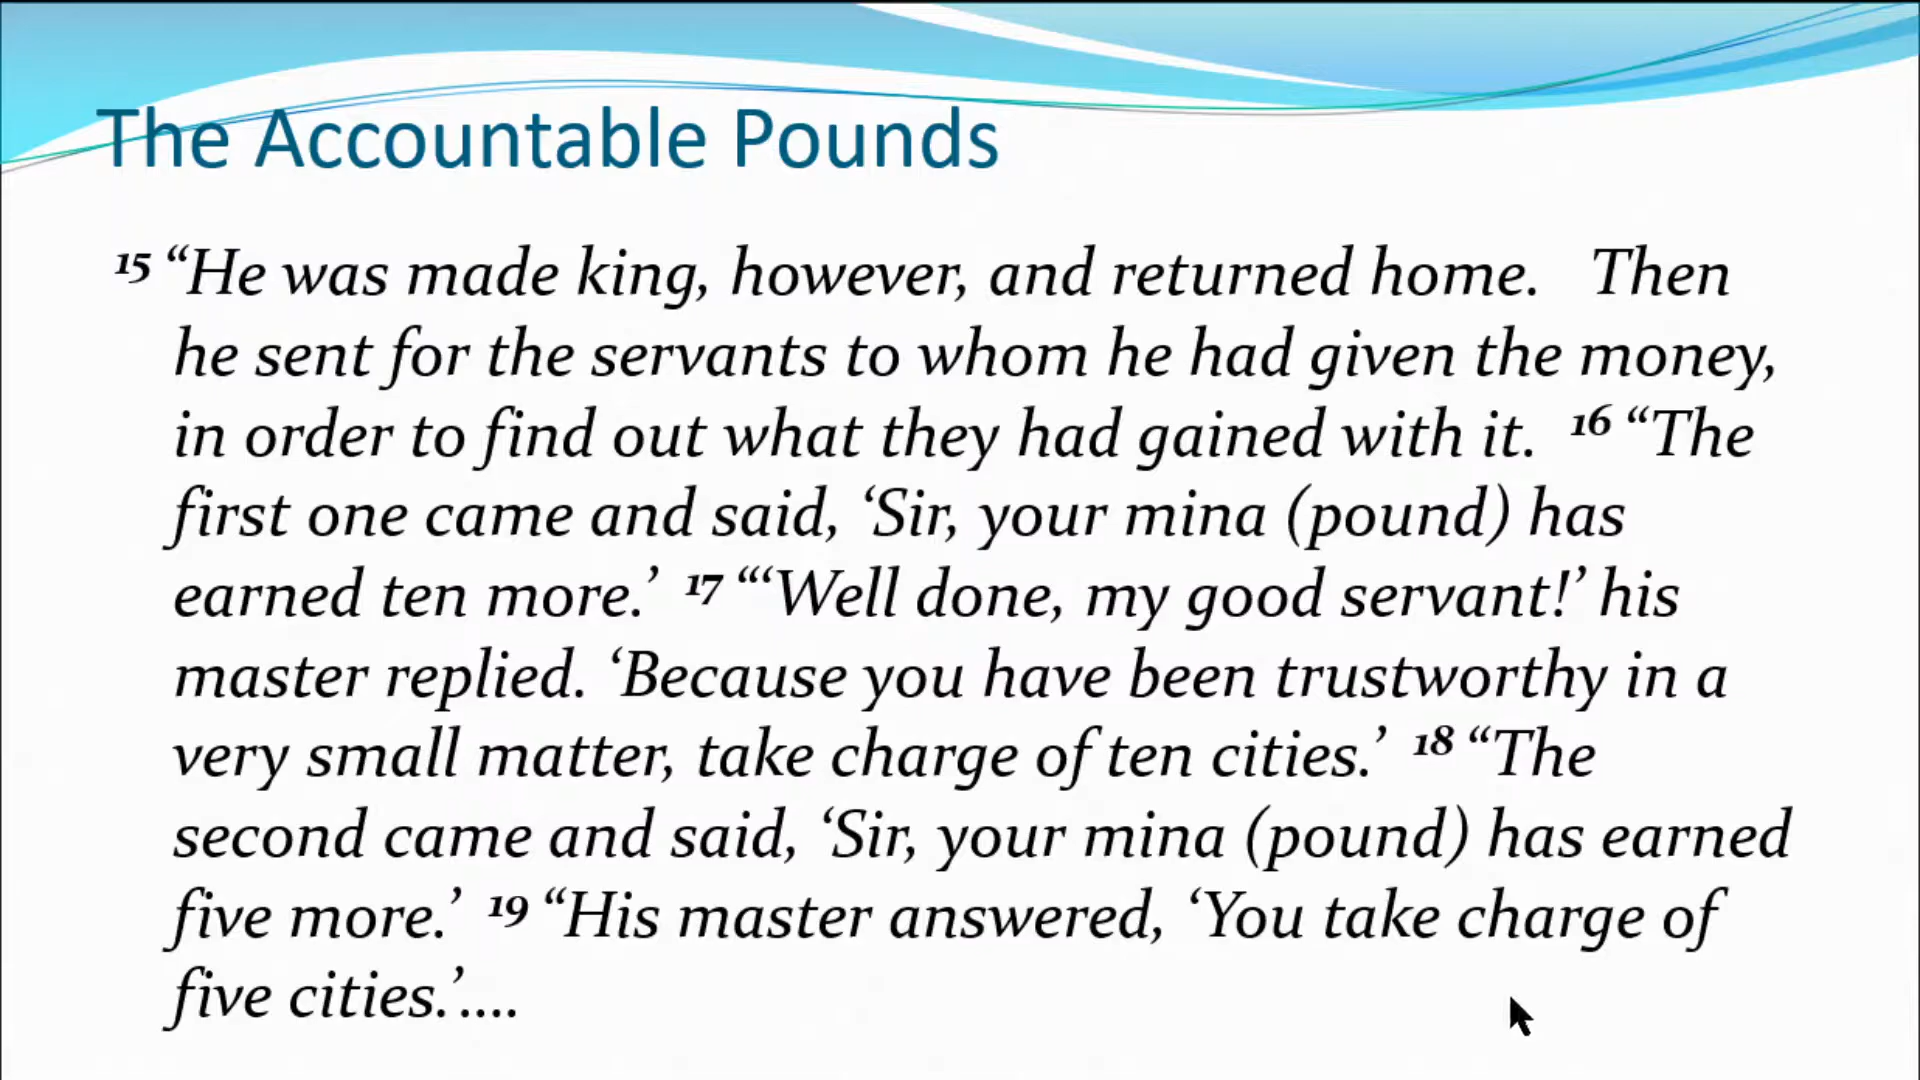 The Accountable Pounds
15 “He was made king, however, and returned home. Then
he sent for the servants to whom he had given the money,
in order to find out what they had gained with it. 16 “The
first one came and said, ‘Sir, your mina (pound) has
earned ten more.’ 17 “‘Well done, my good servant!’ his
master replied. ‘Because you have been trustworthy in a
very small matter, take charge of ten cities.’ 18 “The
second came and said, ‘Sir, your mina (pound) has earned
five more.’ 19 “His master answered, ‘You take charge of
five cities.’....